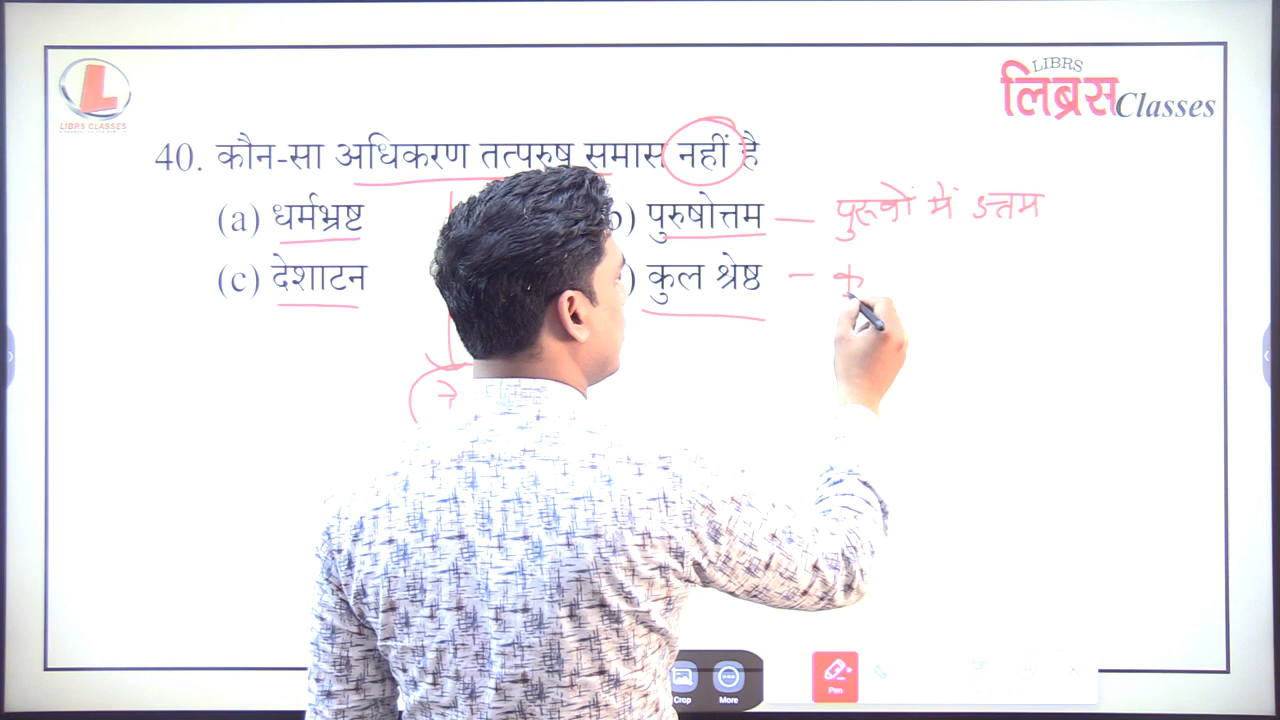 L
LIBRS CLASSES
LIBRS
लिब्रस Classes
40. कौन-सा अधिकरण तत्परुष समास नहीं है
(a) धर्मभ्रष्ट
) पुरुषोत्तम — पुरूषों में उत्तम
(c) देशाटन
) कुल श्रेष्ठ — क
Crop
More
Pen